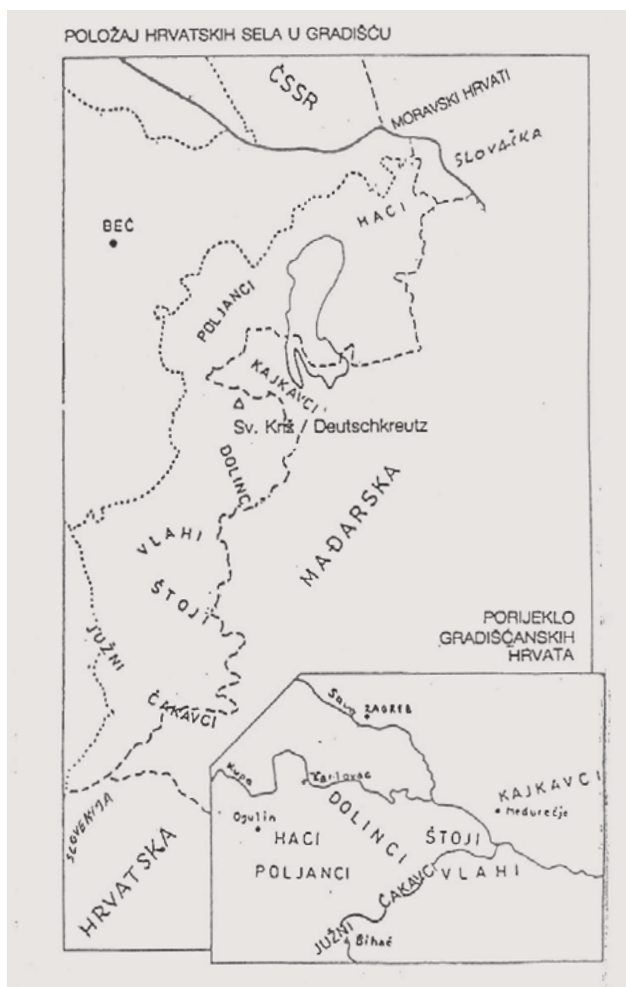 POLOŽAJ HRVATSKIH SELA U GRADIŠĆU
ČSSR
MORAVSKI HRVATI
SLOVAČKA
HACI
BEČ
POLJANCI
KAJKAVCI
Sv. Križ / Deutschkreutz
DOLINCI
MAĐARSKA
VLAHI
ŠTOJI
JUŽNI
ČAKAVCI
SLOVENIJA
HRVATSKA
PORIJEKLO
GRADIŠĆANSKIH
HRVATA
Sava
ZAGREB
Kupa
Karlovac
KAJKAVCI
Međurečje
Ogulin
DOLINCI
HACI
ŠTOJI
POLJANCI
ČAKAVCI
VLAHI
JUŽNI
Bihać